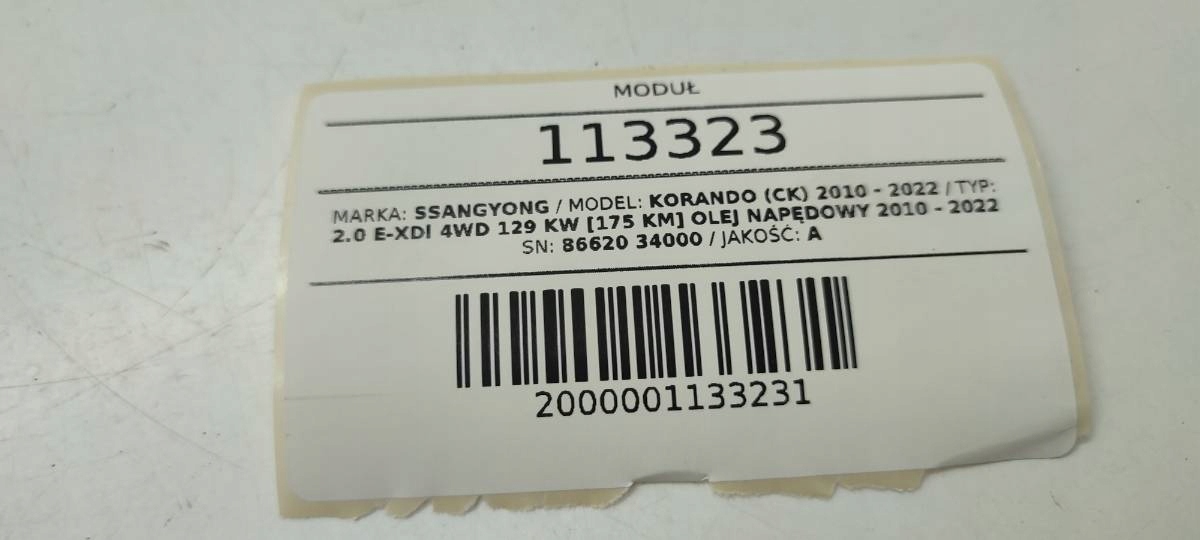 MODUŁ
113323
MARKA: SSANGYONG / MODEL: KORANDO (CK) 2010 - 2022 / TYP:
2.0 E-XDI 4WD 129 KW [175 KM] OLEJ NAPĘDOWY 2010 - 2022
SN: 86620 34000 / JAKOŚĆ: A
2000001133231